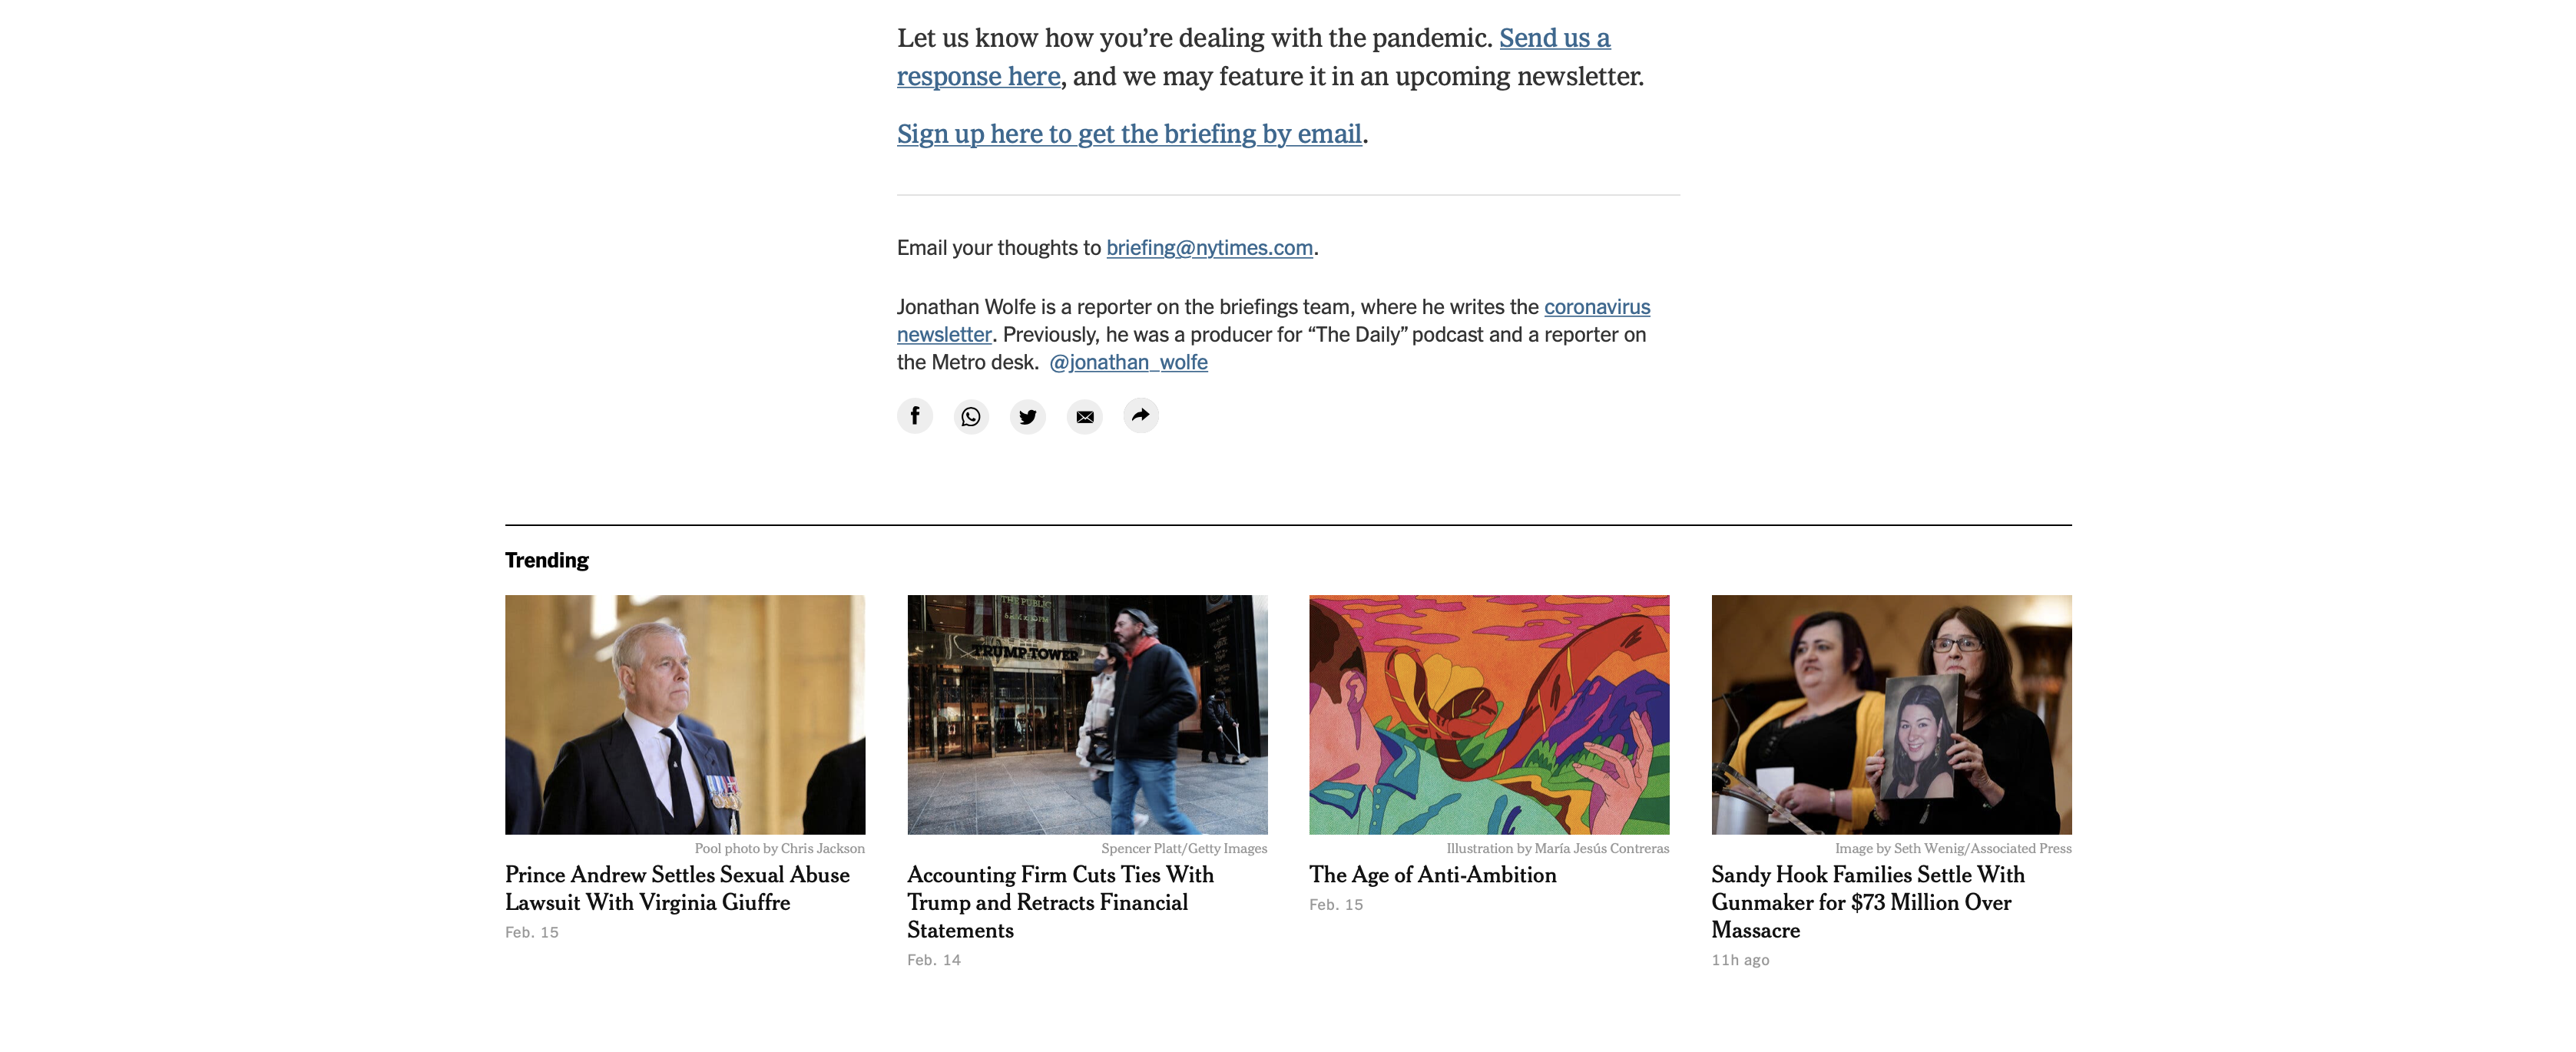 Let us know how you’re dealing with the pandemic. Send us a
response here, and we may feature it in an upcoming newsletter.
Sign up here to get the briefing by email.
Email your thoughts to briefing@nytimes.com.
Jonathan Wolfe is a reporter on the briefings team, where he writes the coronavirus
newsletter. Previously, he was a producer for “The Daily” podcast and a reporter on
the Metro desk. @jonathan_wolfe
Trending
THE PUBLIC
TRUMP TOWER
Pool photo by Chris Jackson
Prince Andrew Settles Sexual Abuse
Lawsuit With Virginia Giuffre
Feb. 15
Spencer Platt/Getty Images
Accounting Firm Cuts Ties With
Trump and Retracts Financial
Statements
Feb. 14
Illustration by María Jesús Contreras
The Age of Anti-Ambition
Feb. 15
Image by Seth Wenig/Associated Press
Sandy Hook Families Settle With
Gunmaker for $73 Million Over
Massacre
11h ago